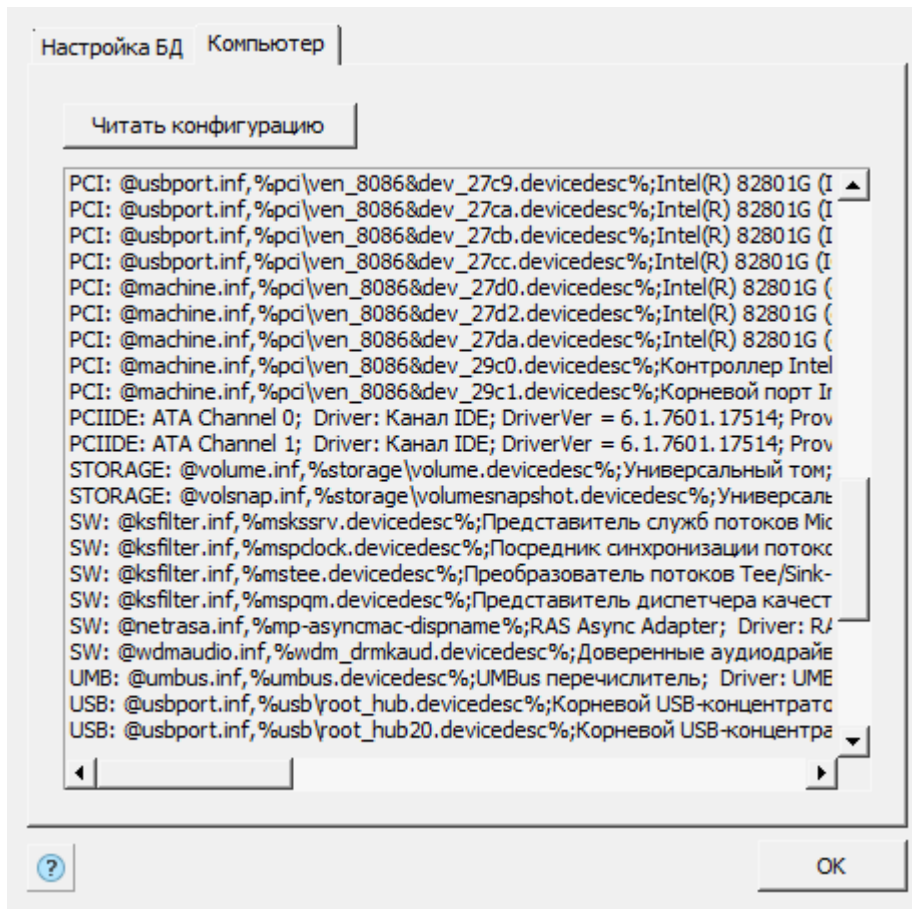 Настройка БД Компьютер
Читать конфигурацию
PCI: @usbport.inf,%pci\ven_8086&dev_27c9.devicedesc%;Intel(R) 82801G (I
PCI: @usbport.inf,%pci\ven_8086&dev_27ca.devicedesc%;Intel(R) 82801G (I
PCI: @usbport.inf,%pci\ven_8086&dev_27cb.devicedesc%;Intel(R) 82801G (I
PCI: @usbport.inf,%pci\ven_8086&dev_27cc.devicedesc%;Intel(R) 82801G (I
PCI: @machine.inf,%pci\ven_8086&dev_27d0.devicedesc%;Intel(R) 82801G (
PCI: @machine.inf,%pci\ven_8086&dev_27d2.devicedesc%;Intel(R) 82801G (
PCI: @machine.inf,%pci\ven_8086&dev_27da.devicedesc%;Intel(R) 82801G (
PCI: @machine.inf,%pci\ven_8086&dev_29c0.devicedesc%;Контроллер Intel
PCI: @machine.inf,%pci\ven_8086&dev_29c1.devicedesc%;Корневой порт Ir
PCIIDE: ATA Channel 0; Driver: Канал IDE; DriverVer = 6.1.7601.17514; Prov
PCIIDE: ATA Channel 1; Driver: Канал IDE; DriverVer = 6.1.7601.17514; Prov
STORAGE: @volume.inf,%storage\volume.devicedesc%;Универсальный том;
STORAGE: @volsnap.inf,%storage\volumesnapshot.devicedesc%;Универсаль
SW: @ksfilter.inf,%mskssrv.devicedesc%;Представитель служб потоков Mic
SW: @ksfilter.inf,%mspclock.devicedesc%;Посредник синхронизации потокс
SW: @ksfilter.inf,%mstee.devicedesc%;Преобразователь потоков Tee/Sink-
SW: @ksfilter.inf,%mspqm.devicedesc%;Представитель диспетчера качест
SW: @netrasa.inf,%mp-asyncmac-dispname%;RAS Async Adapter; Driver: RA
SW: @wdmaudio.inf,%wdm_drmkaud.devicedesc%;Доверенные аудиодрайв
UMB: @umbus.inf,%umbus.devicedesc%;UMBus перечислитель; Driver: UMB
USB: @usbport.inf,%usb\root_hub.devicedesc%;Корневой USB-концентратo
USB: @usbport.inf,%usb\root_hub20.devicedesc%;Корневой USB-концентра
OK